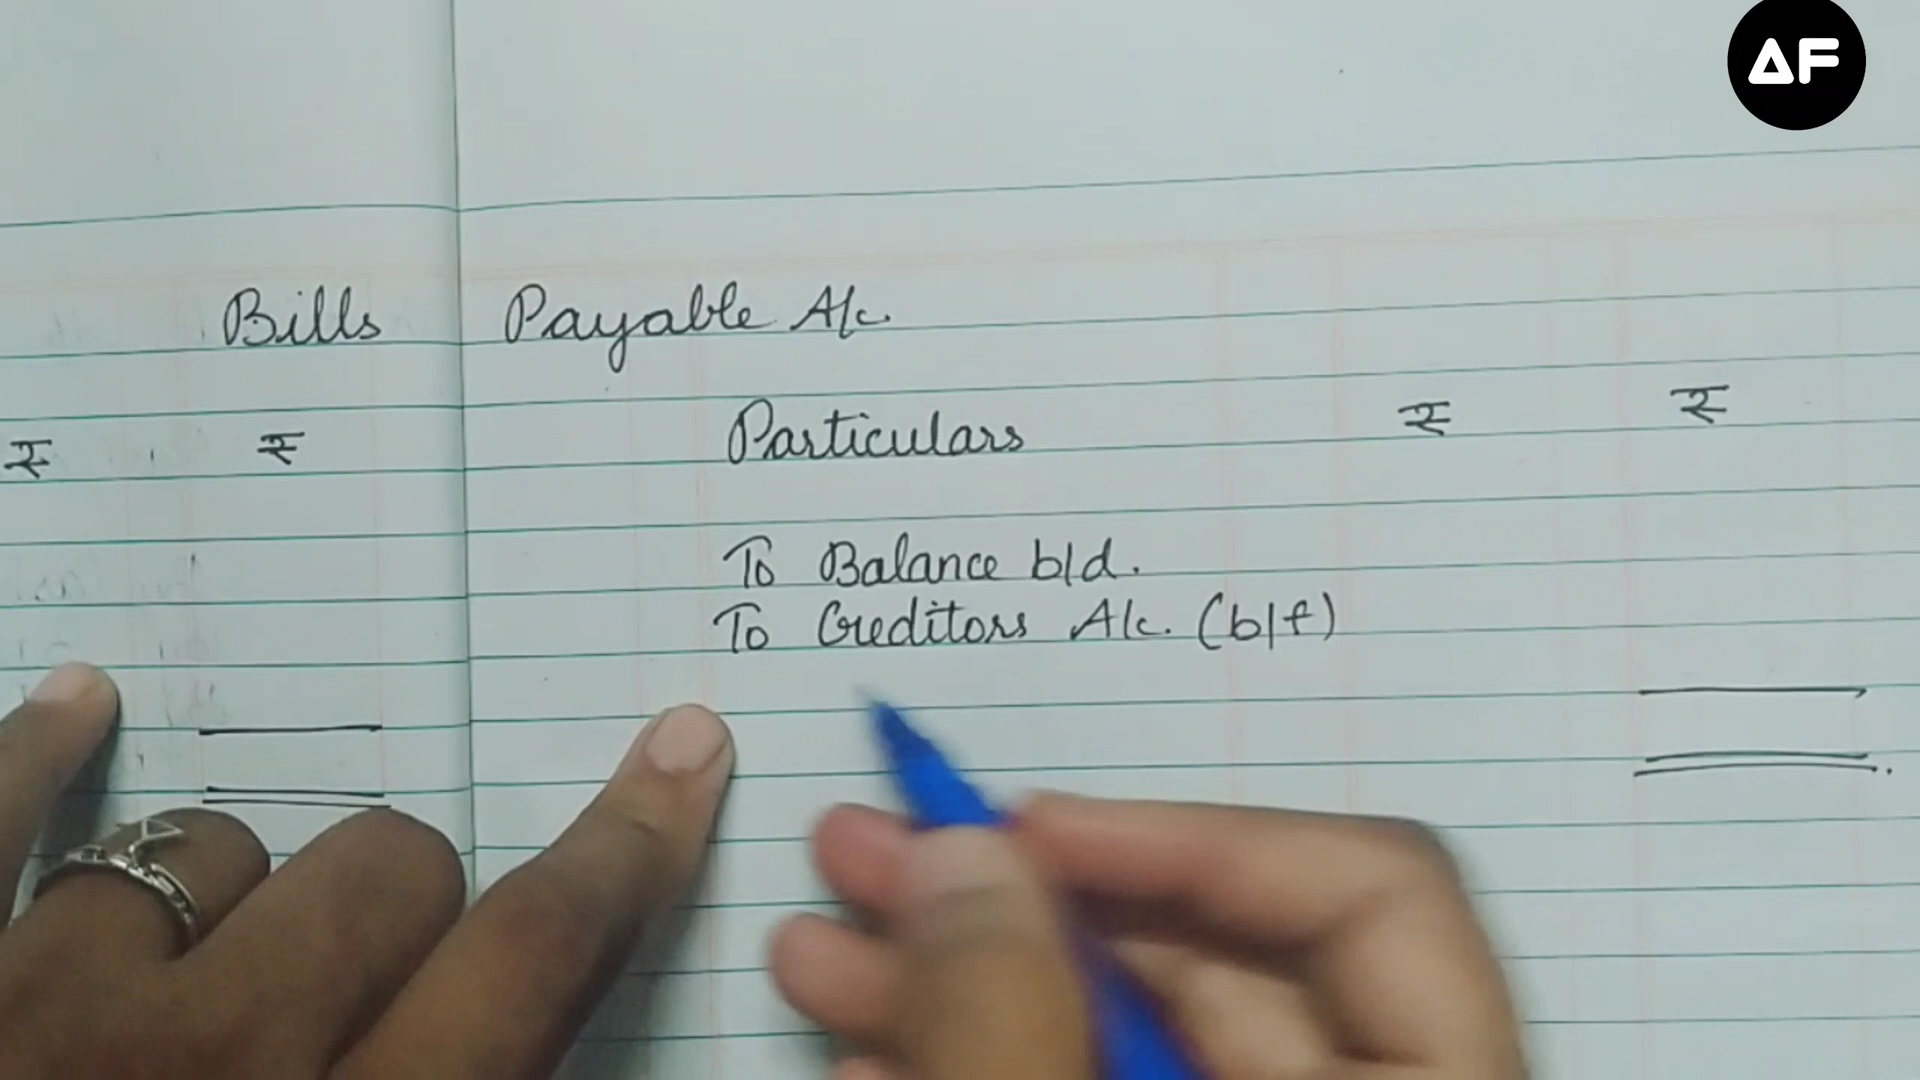 AF
Bills Payable A/c.
₹ ₹ Particulars ₹ ₹
To Balance b/d.
To Creditors A/c. (b/f)